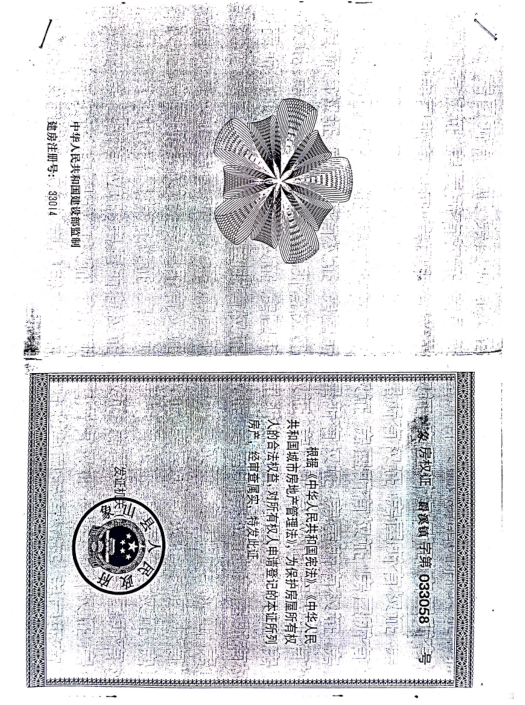 中华人民共和国建设部监制
建房注册号: 33014
房权证 字第 033058 号
根据《中华人民共和国宪法》、《中华人民
共和国城市房地产管理法》，为保护房屋所有权
人的合法权益，对所有权人申请登记的本证所列
房产，经审查属实，特发此证。
发证机
人民政府